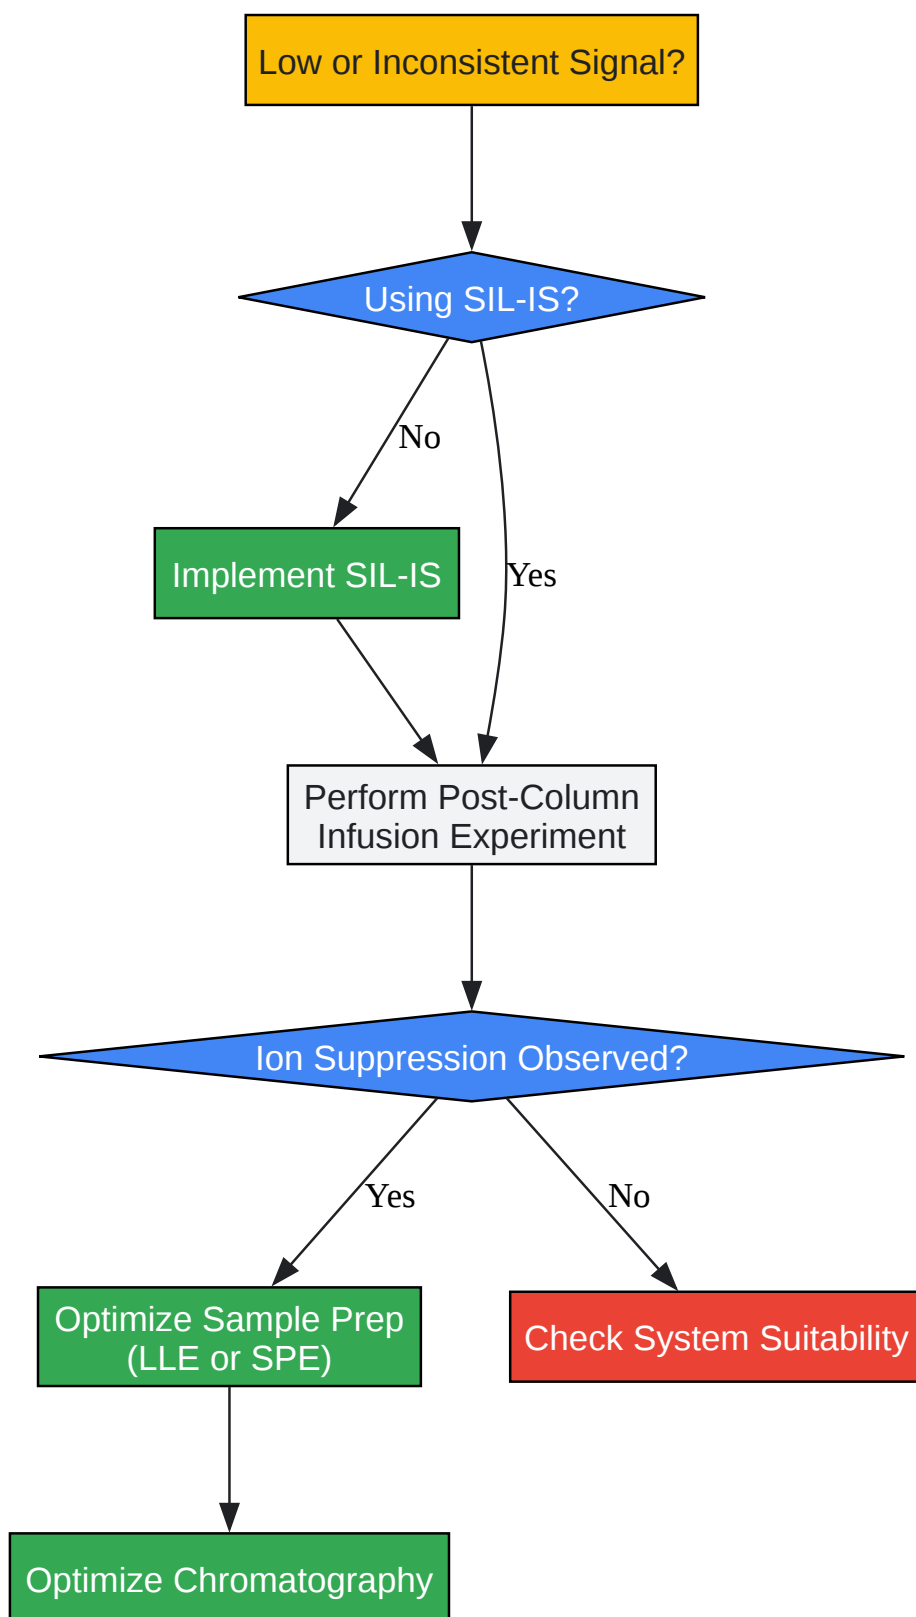 Low or Inconsistent Signal?
Using SIL-IS?
No
Implement SIL-IS
Yes
Perform Post-Column
Infusion Experiment
Ion Suppression Observed?
Yes
No
Optimize Sample Prep
(LLE or SPE)
Check System Suitability
Optimize Chromatography